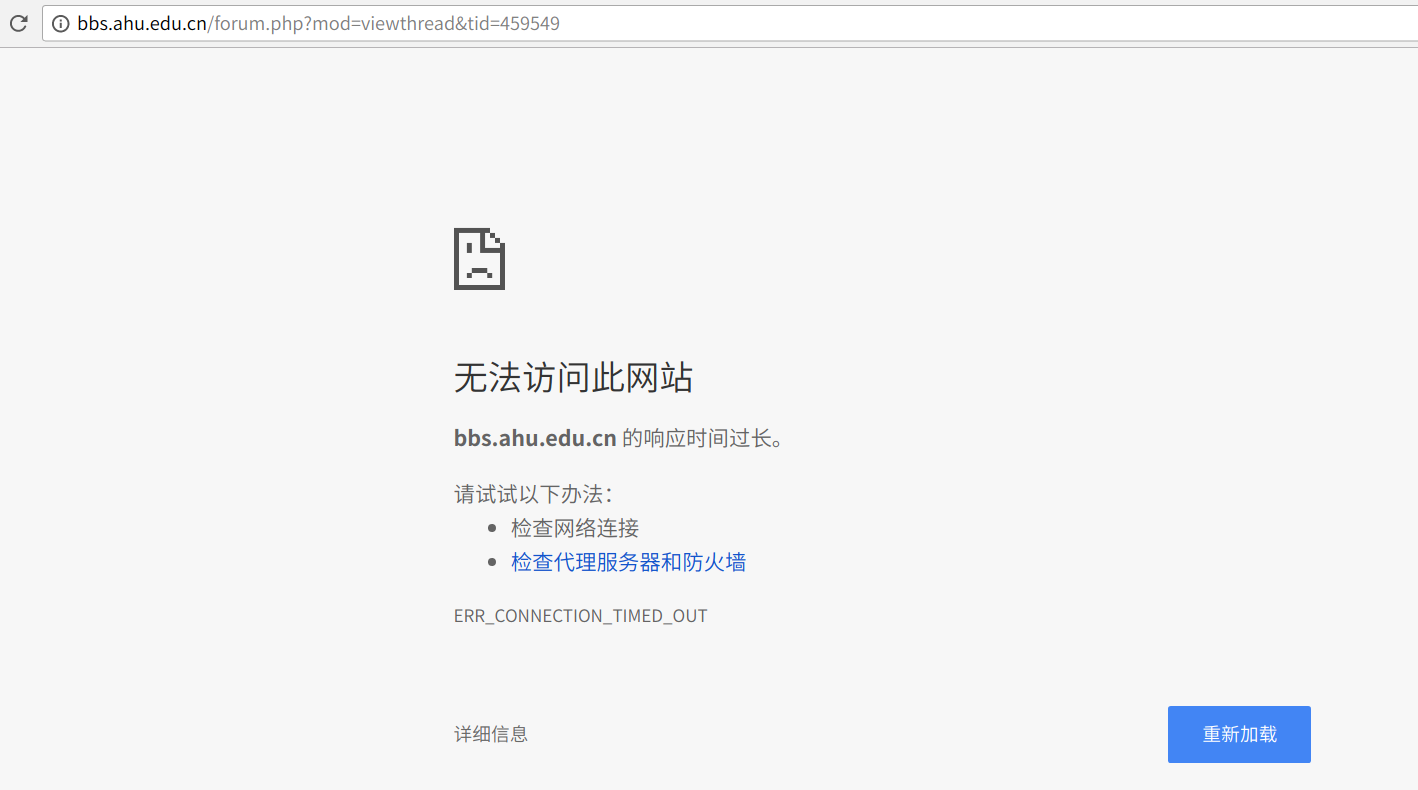 bbs.ahu.edu.cn/forum.php?mod=viewthread&tid=459549
无法访问此网站
bbs.ahu.edu.cn 的响应时间过长。
请试试以下办法：
检查网络连接
检查代理服务器和防火墙
ERR_CONNECTION_TIMED_OUT
详细信息
重新加载